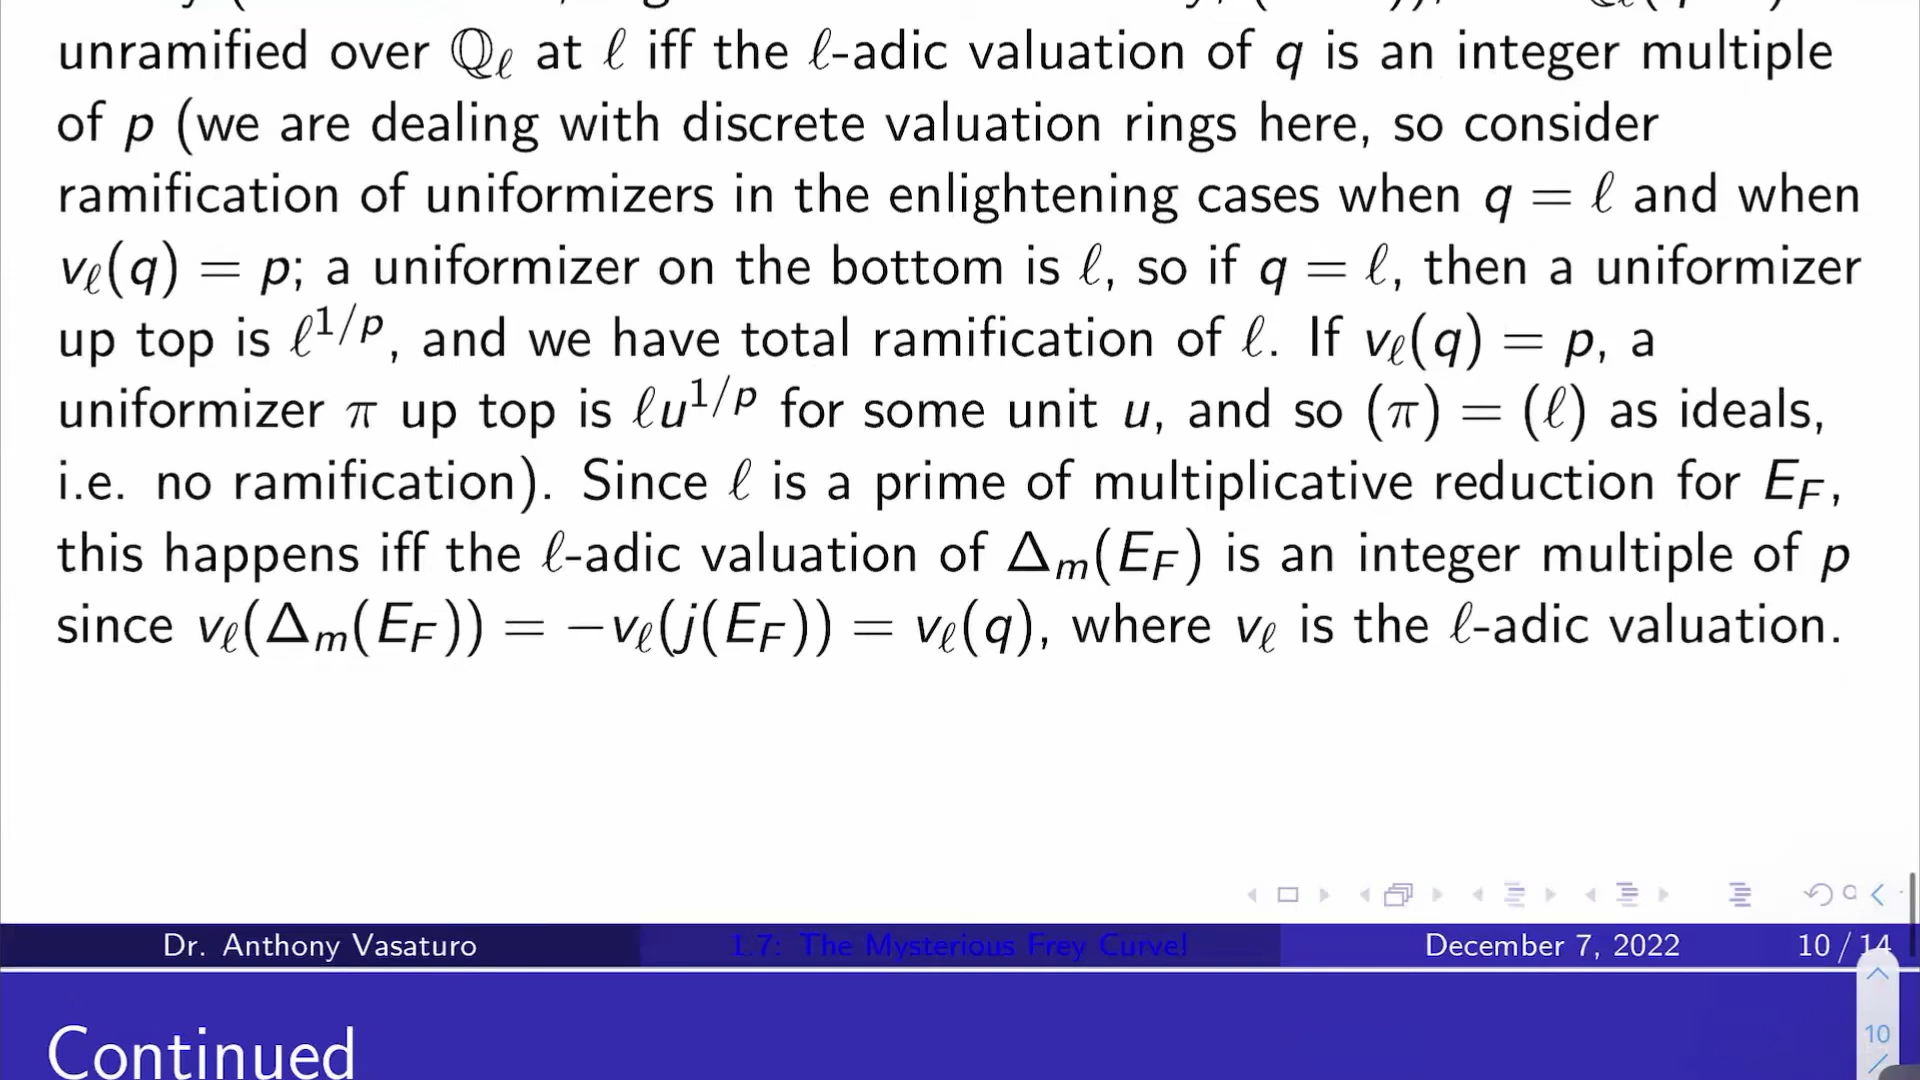 unramified over ℚ_ℓ at ℓ iff the ℓ-adic valuation of q is an integer multiple
of p (we are dealing with discrete valuation rings here, so consider
ramification of uniformizers in the enlightening cases when q = ℓ and when
v_ℓ(q) = p; a uniformizer on the bottom is ℓ, so if q = ℓ, then a uniformizer
up top is ℓ^{1/p}, and we have total ramification of ℓ. If v_ℓ(q) = p, a
uniformizer π up top is ℓu^{1/p} for some unit u, and so (π) = (ℓ) as ideals,
i.e. no ramification). Since ℓ is a prime of multiplicative reduction for E_F,
this happens iff the ℓ-adic valuation of Δ_m(E_F) is an integer multiple of p
since v_ℓ(Δ_m(E_F)) = −v_ℓ(j(E_F)) = v_ℓ(q), where v_ℓ is the ℓ-adic valuation.
Dr. Anthony Vasaturo 1.7: The Mysterious Frey Curve! December 7, 2022 10 / 14
Continued
10
/